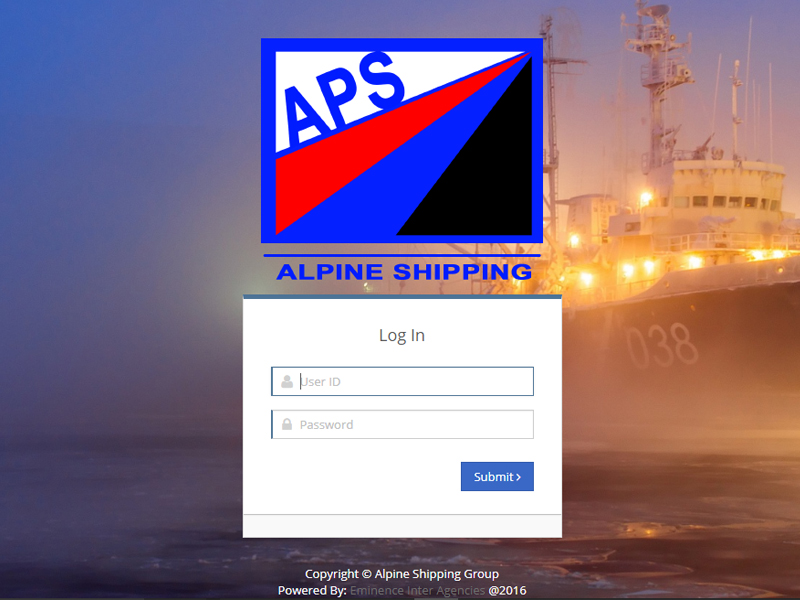 APS
ALPINE SHIPPING
038
Log In
User ID
Password
Submit
Copyright © Alpine Shipping Group
Powered By: Eminence Inter Agencies @2016